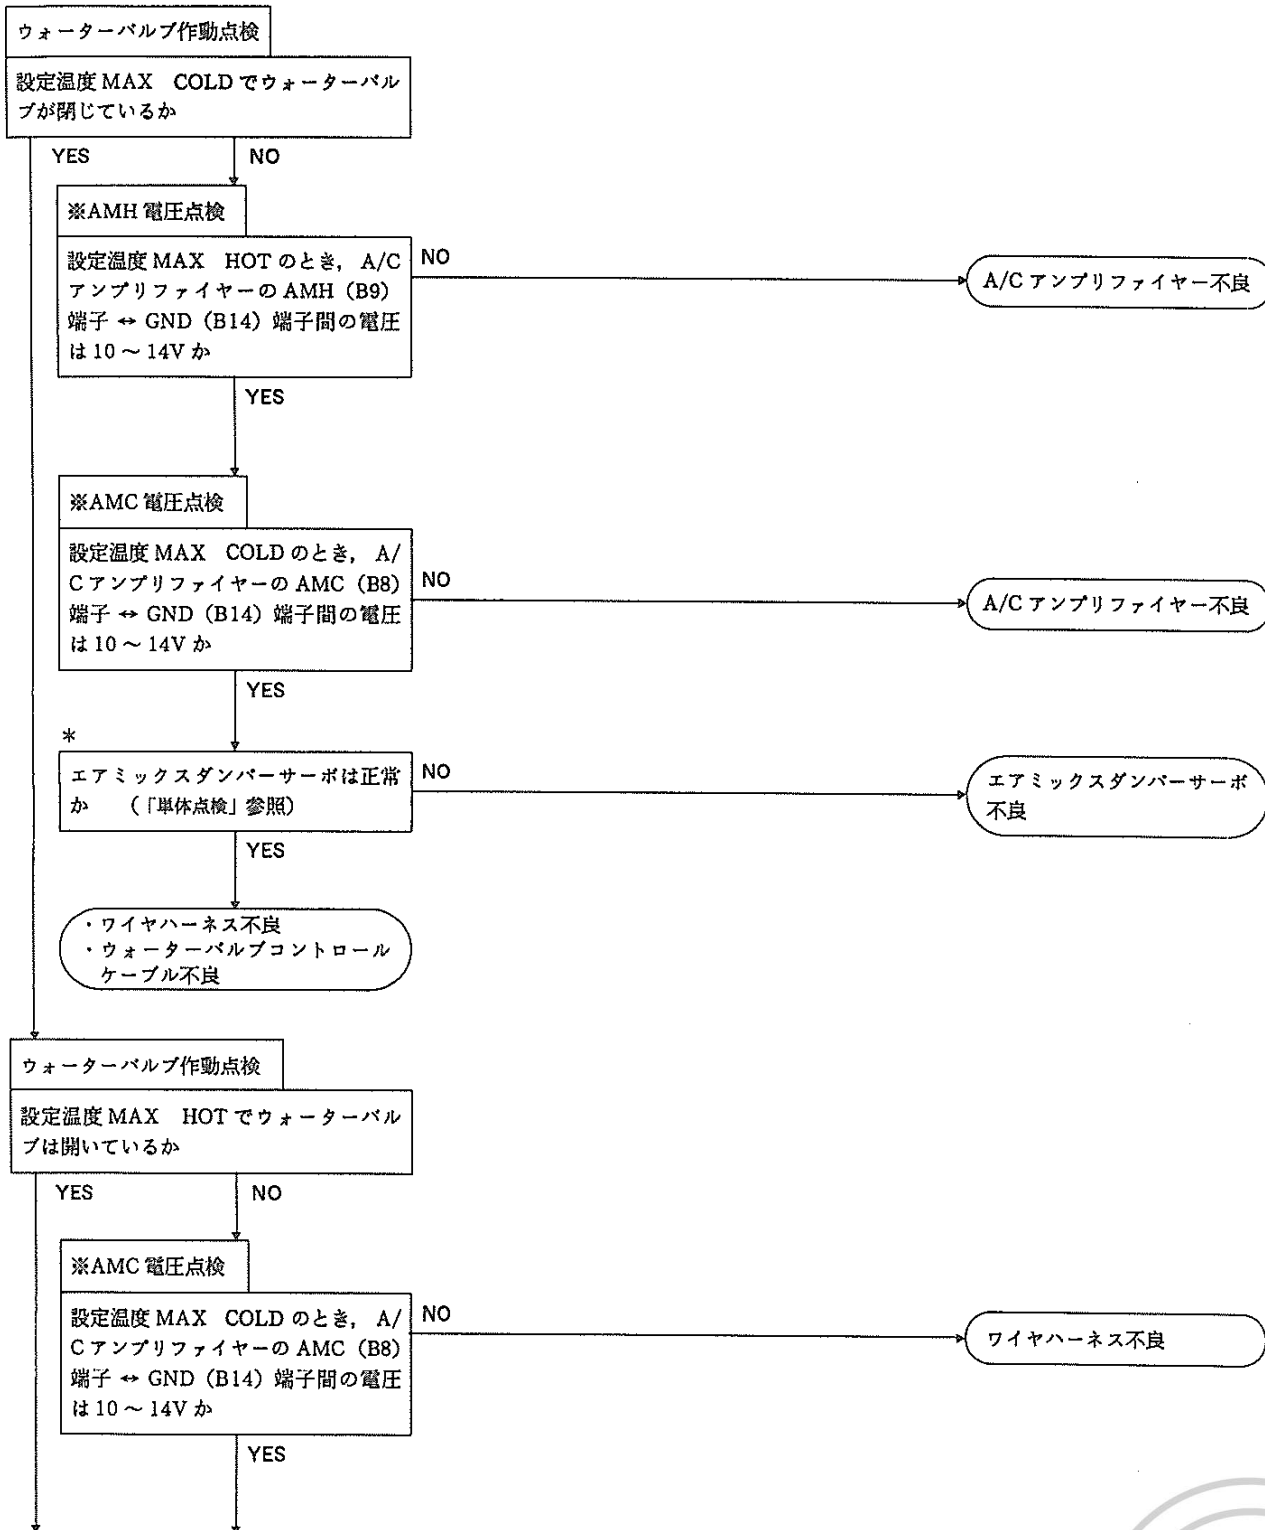 ウォーターバルブ作動点検
設定温度 MAX　COLD でウォーターバル
ブが閉じているか
YES
NO
※AMH 電圧点検
設定温度 MAX　HOT のとき，A/C
アンプリファイヤーの AMH（B9）
端子 ↔ GND（B14）端子間の電圧
は 10 ～ 14V か
NO
A/C アンプリファイヤー不良
YES
※AMC 電圧点検
設定温度 MAX　COLD のとき，A/
C アンプリファイヤーの AMC（B8）
端子 ↔ GND（B14）端子間の電圧
は 10 ～ 14V か
NO
A/C アンプリファイヤー不良
YES
*
エアミックスダンパーサーボは正常
か　（「単体点検」参照）
NO
エアミックスダンパーサーボ
不良
YES
・ワイヤハーネス不良
・ウォーターバルブコントロール
ケーブル不良
ウォーターバルブ作動点検
設定温度 MAX　HOT でウォーターバル
ブは開いているか
YES
NO
※AMC 電圧点検
設定温度 MAX　COLD のとき，A/
C アンプリファイヤーの AMC（B8）
端子 ↔ GND（B14）端子間の電圧
は 10 ～ 14V か
NO
ワイヤハーネス不良
YES